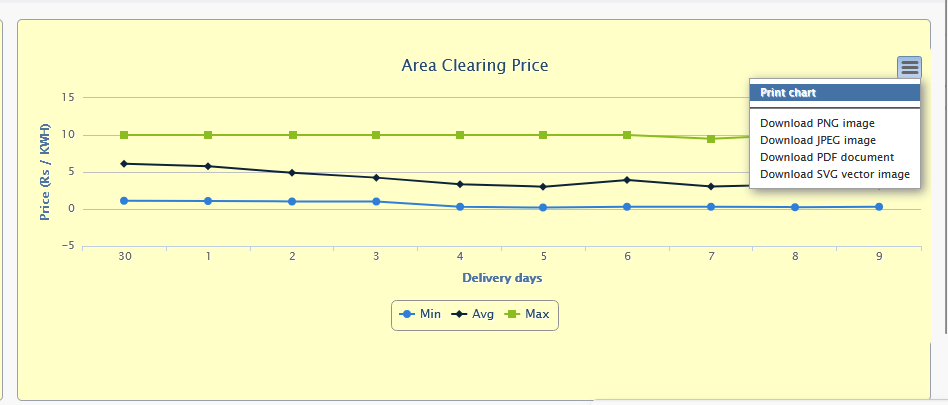 Area Clearing Price
Print chart
Download PNG image
Download JPEG image
Download PDF document
Download SVG vector image
Price (Rs / KWH)
15
10
5
0
−5
30 1 2 3 4 5 6 7 8 9
Delivery days
Min Avg Max